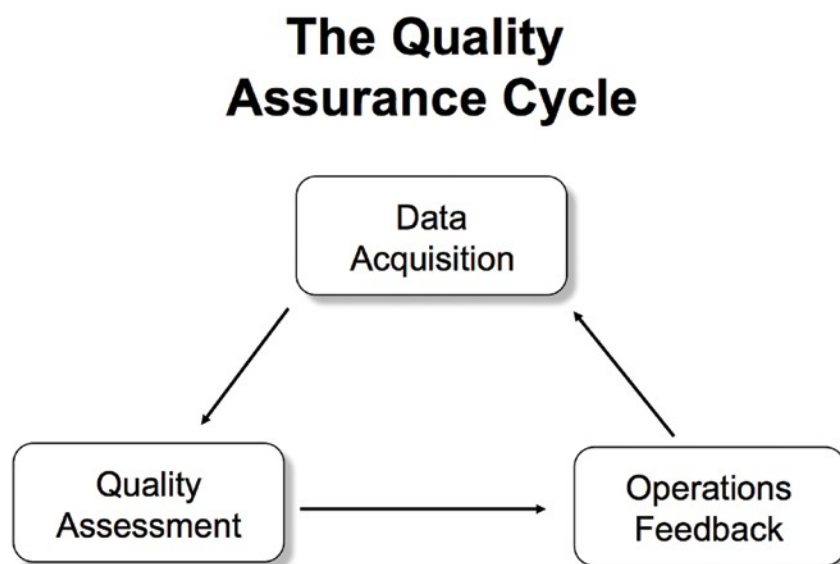 The Quality
Assurance Cycle
Data
Acquisition
Quality
Assessment
Operations
Feedback